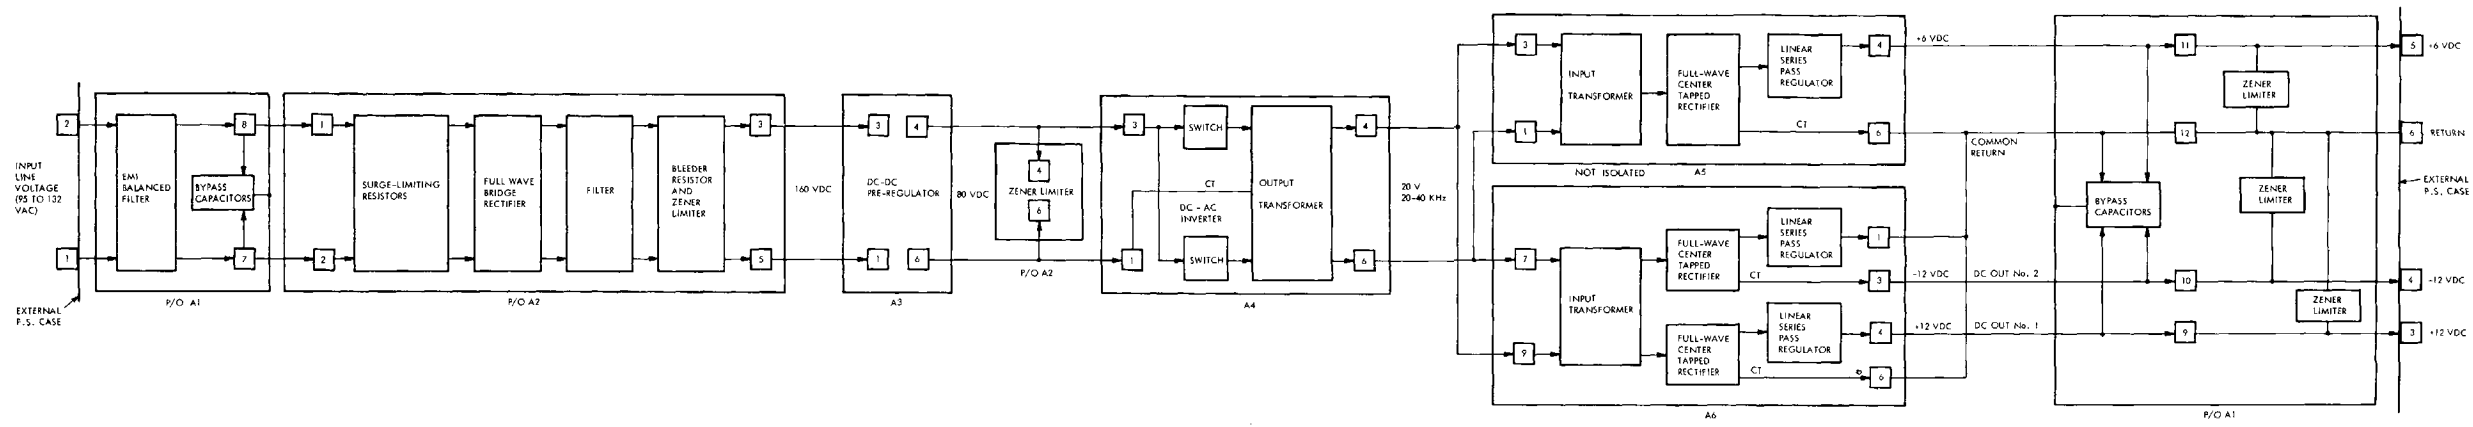 2
INPUT
LINE
VOLTAGE
(95 TO 132
VAC)
1
EXTERNAL
P.S. CASE
EMI
BALANCED
FILTER
8
BYPASS
CAPACITORS
7
P/O A1
1
2
SURGE-LIMITING
RESISTORS
FULL WAVE
BRIDGE
RECTIFIER
FILTER
BLEEDER
RESISTOR
AND
ZENER
LIMITER
3
5
P/O A2
160 VDC
3
4
DC-DC
PRE-REGULATOR
1
6
A3
80 VDC
4
ZENER LIMITER
6
P/O A2
3
1
SWITCH
CT
DC - AC
INVERTER
SWITCH
OUTPUT
TRANSFORMER
4
6
A4
20 V
20-40 KHz
3
1
INPUT
TRANSFORMER
FULL-WAVE
CENTER
TAPPED
RECTIFIER
LINEAR
SERIES
PASS
REGULATOR
4
CT
6
NOT ISOLATED
A5
+6 VDC
COMMON
RETURN
7
9
INPUT
TRANSFORMER
FULL-WAVE
CENTER
TAPPED
RECTIFIER
LINEAR
SERIES
PASS
REGULATOR
1
CT
3
-12 VDC
DC OUT No. 2
FULL-WAVE
CENTER
TAPPED
RECTIFIER
LINEAR
SERIES
PASS
REGULATOR
4
+12 VDC
DC OUT No. 1
CT
6
A6
11
12
BYPASS
CAPACITORS
10
9
ZENER
LIMITER
ZENER
LIMITER
ZENER
LIMITER
P/O A1
5
+6 VDC
6
RETURN
EXTERNAL
P.S. CASE
4
-12 VDC
3
+12 VDC